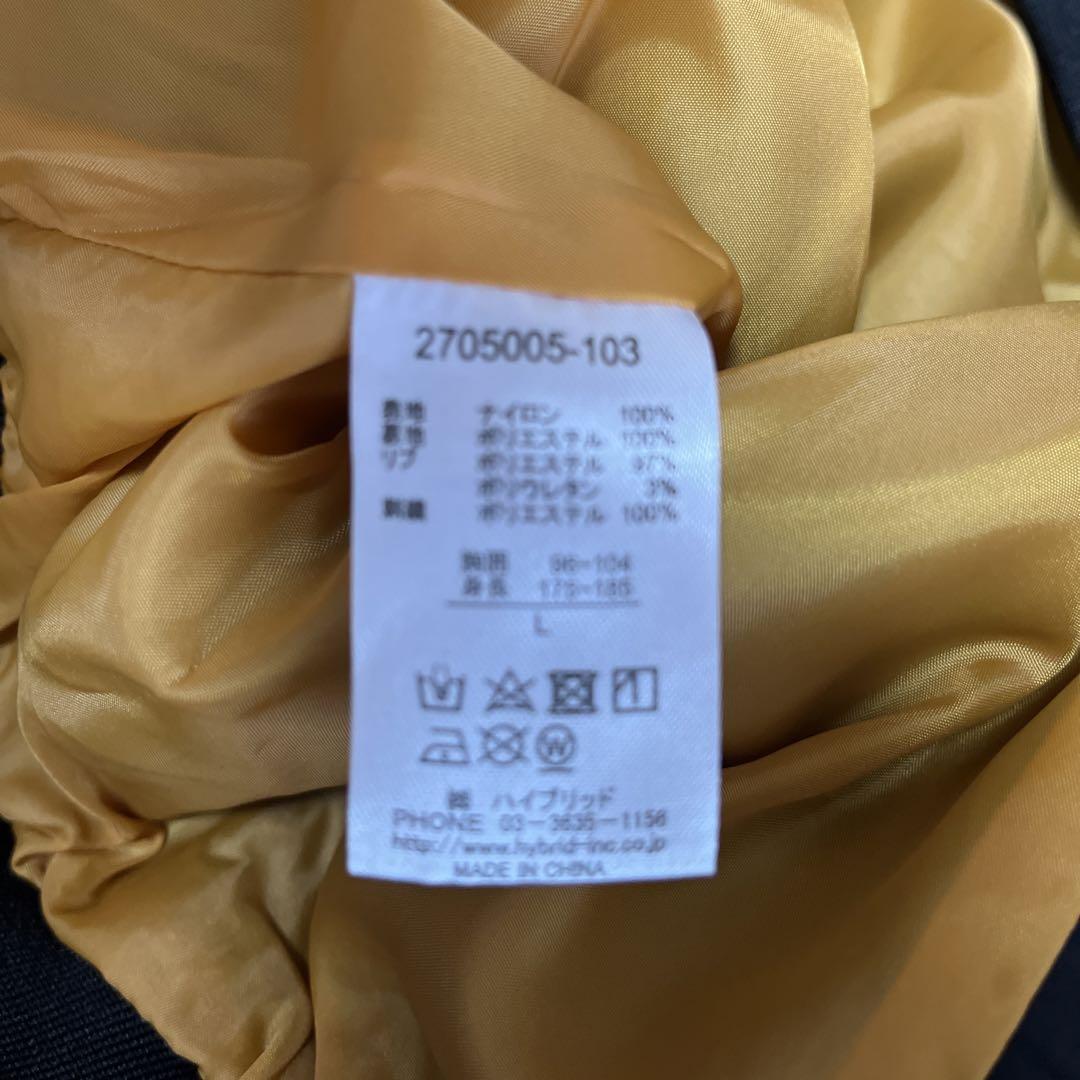 2705005-103
表地 ナイロン 100%
裏地 ポリエステル 100%
リブ ポリエステル 97%
ポリウレタン 3%
刺繍 ポリエステル 100%
胸囲 96-104
身長 175-185
L
W
㈱ ハイブリッド
PHONE 03-3635-1156
http://www.hybrid-inc.co.jp
MADE IN CHINA